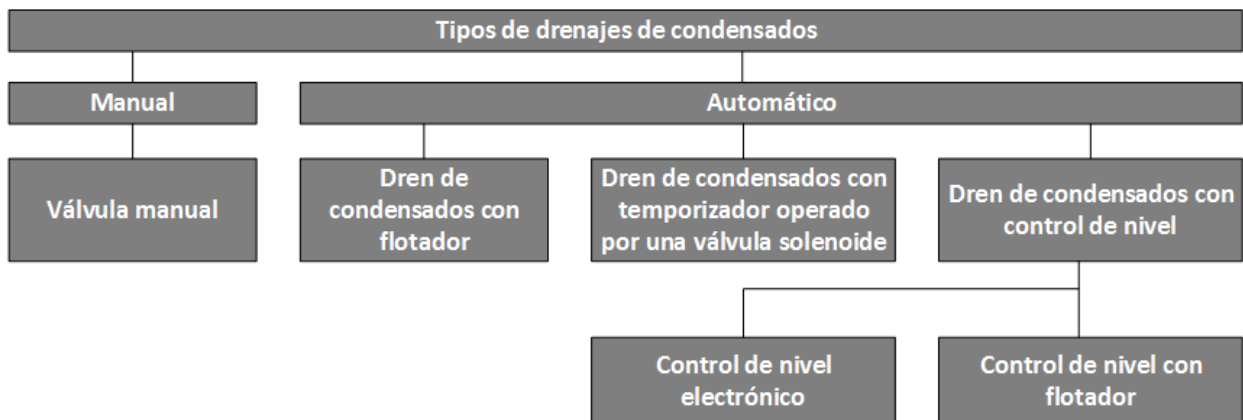 Tipos de drenajes de condensados
Manual
Automático
Válvula manual
Dren de
condensados con
flotador
Dren de condensados con
temporizador operado
por una válvula solenoide
Dren de condensados con
control de nivel
Control de nivel
electrónico
Control de nivel con
flotador